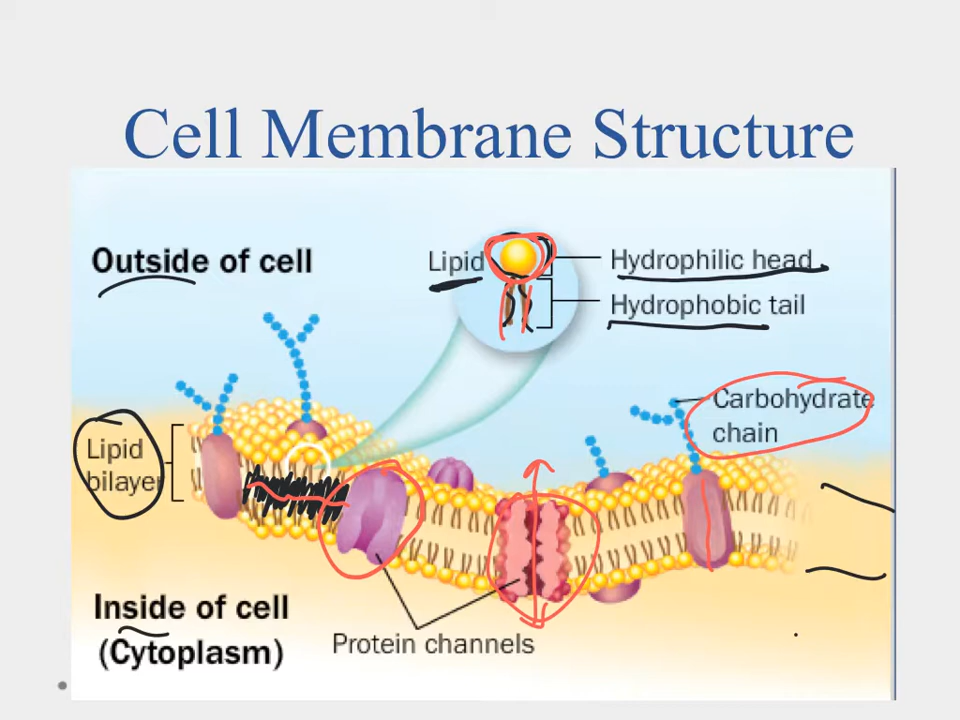 Cell Membrane Structure
Outside of cell
Lipid
Hydrophilic head
Hydrophobic tail
Carbohydrate
chain
Lipid
bilayer
Inside of cell
(Cytoplasm)
Protein channels